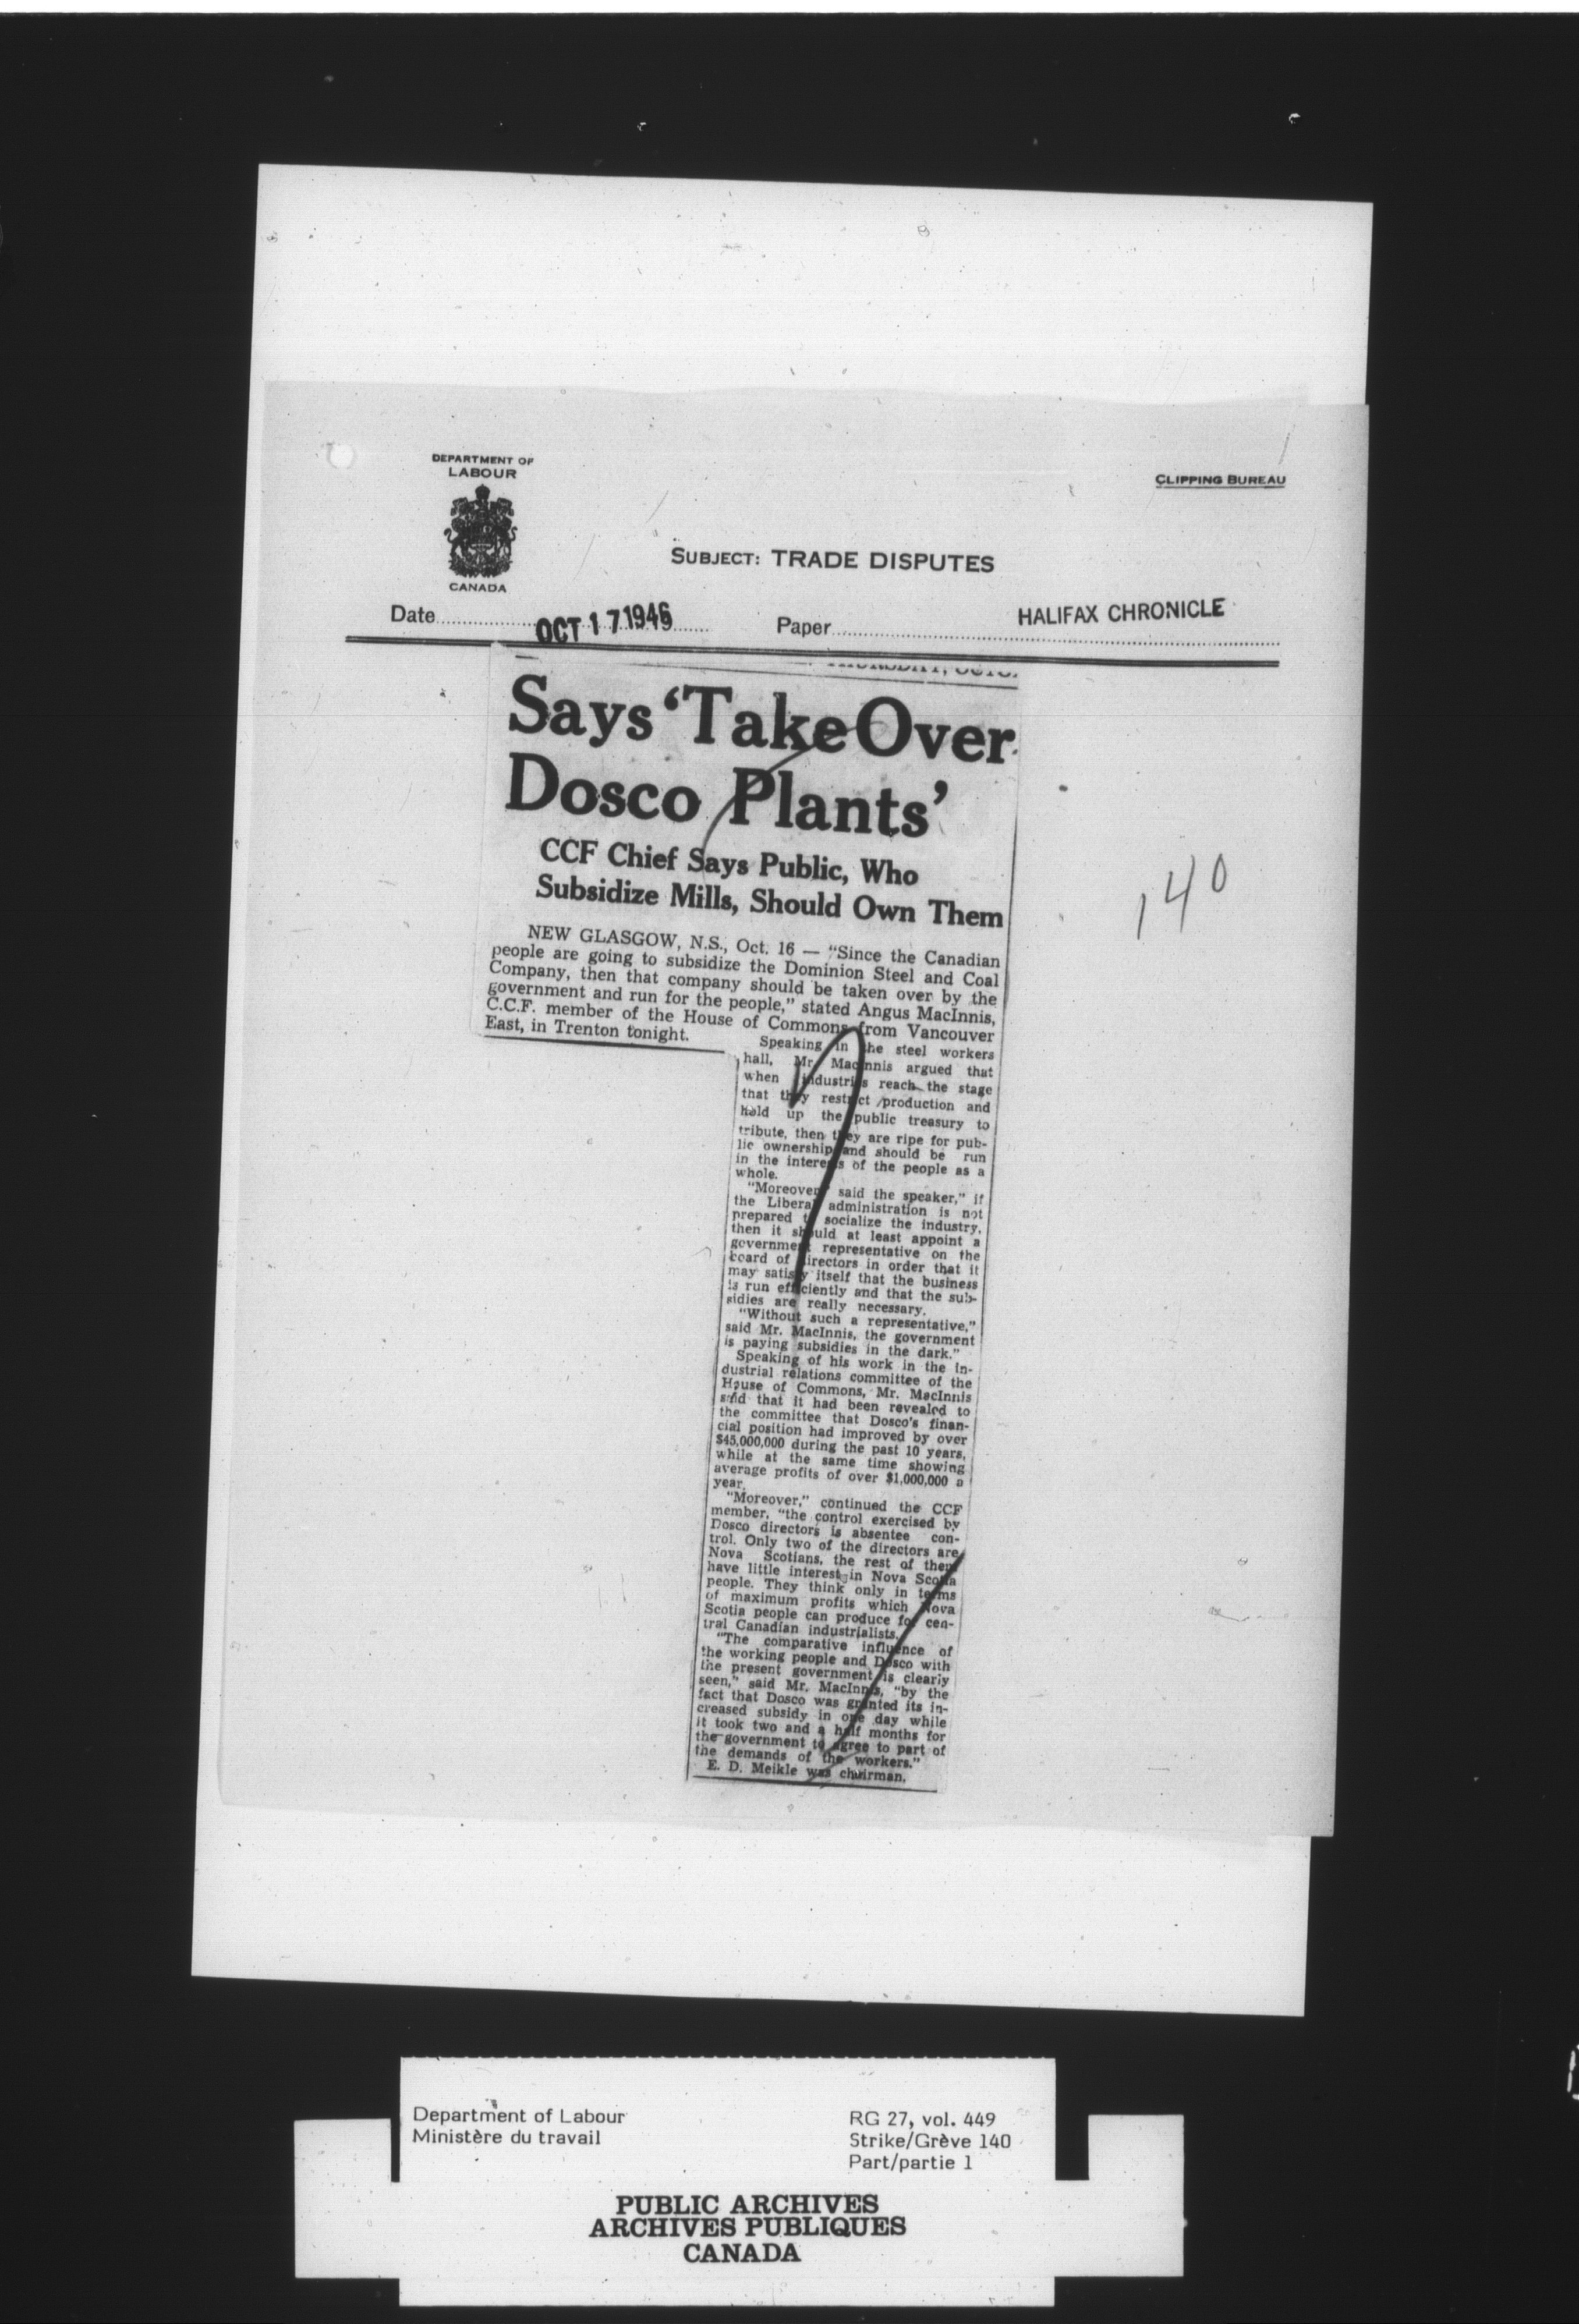 DEPARTMENT OF
LABOUR
CANADA
CLIPPING BUREAU
SUBJECT: TRADE DISPUTES
Date OCT 17 1946 Paper HALIFAX CHRONICLE
THURSDAY, OCTO
Says 'Take Over
Dosco Plants'
CCF Chief Says Public, Who
Subsidize Mills, Should Own Them
NEW GLASGOW, N.S., Oct. 16 — "Since the Canadian
people are going to subsidize the Dominion Steel and Coal
Company, then that company should be taken over by the
government and run for the people," stated Angus MacInnis,
C.C.F. member of the House of Commons from Vancouver
East, in Trenton tonight.
Speaking in the steel workers
hall, Mr. MacInnis argued that
when industries reach the stage
that they restrict production and
hold up the public treasury to
tribute, then they are ripe for pub-
lic ownership and should be run
in the interests of the people as a
whole.
"Moreover," said the speaker," if
the Liberal administration is not
prepared to socialize the industry,
then it should at least appoint a
government representative on the
board of directors in order that it
may satisfy itself that the business
is run efficiently and that the sub-
sidies are really necessary.
"Without such a representative,"
said Mr. MacInnis, the government
is paying subsidies in the dark."
Speaking of his work in the in-
dustrial relations committee of the
House of Commons, Mr. MacInnis
said that it had been revealed to
the committee that Dosco's finan-
cial position had improved by over
$45,000,000 during the past 10 years,
while at the same time showing
average profits of over $1,000,000 a
year.
"Moreover," continued the CCF
member, "the control exercised by
Dosco directors is absentee con-
trol. Only two of the directors are
Nova Scotians, the rest of them
have little interest in Nova Scotia
people. They think only in terms
of maximum profits which Nova
Scotia people can produce for cen-
tral Canadian industrialists.
"The comparative influence of
the working people and Dosco with
the present government is clearly
seen," said Mr. MacInnis, "by the
fact that Dosco was granted its in-
creased subsidy in one day while
it took two and a half months for
the government to agree to part of
the demands of the workers."
E. D. Meikle was chairman.
140
Department of Labour
Ministère du travail
RG 27, vol. 449
Strike/Grève 140
Part/partie 1
PUBLIC ARCHIVES
ARCHIVES PUBLIQUES
CANADA